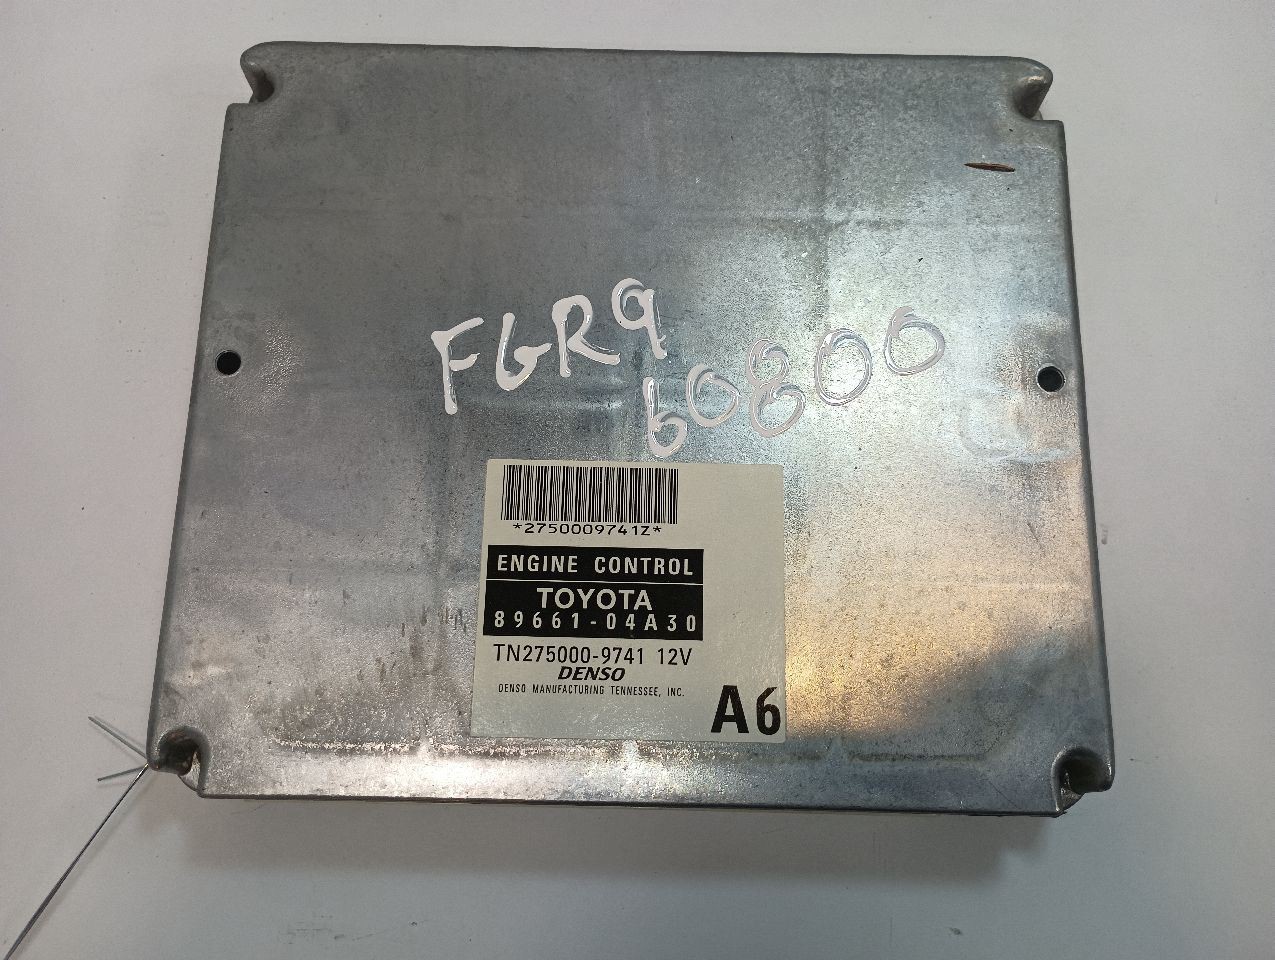 FGR9
60800
*2750009741Z*
ENGINE CONTROL
TOYOTA
89661-04A30
TN275000-9741 12V
DENSO
DENSO MANUFACTURING TENNESSEE, INC.
A6